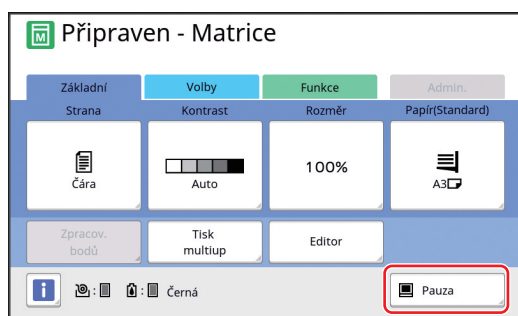 Připraven - Matrice
Základní Volby Funkce Admin.
Strana Kontrast Rozměr Papír(Standard)
Čára Auto 100% A3
Zpracov. bodů Tisk multiup Editor
i : : Černá Pauza